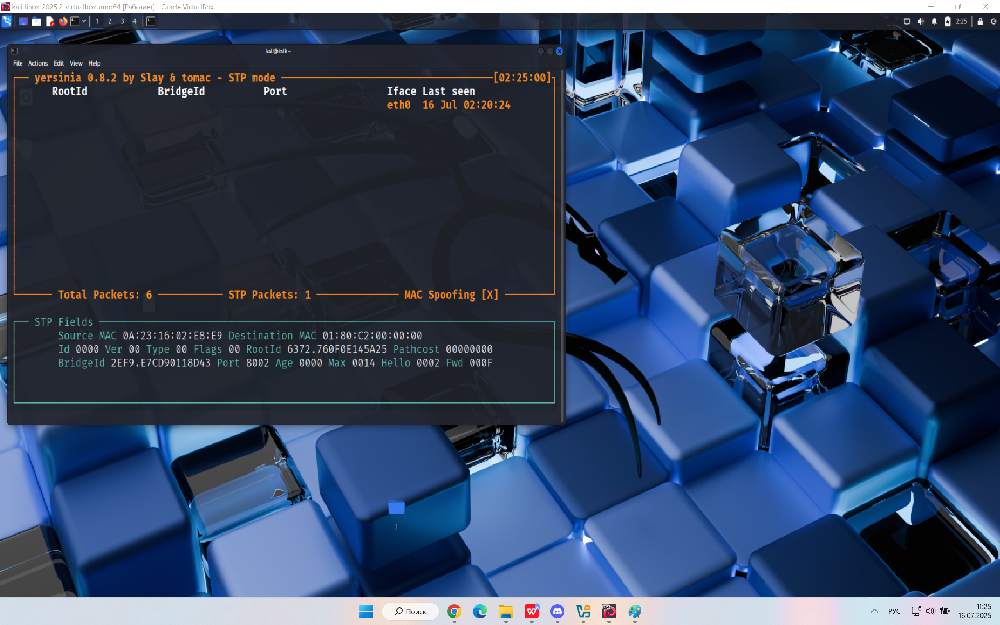 kali-linux-2025.2-virtualbox-amd64 [Работает] - Oracle VirtualBox
1 2 3 4
2:25
kali@kali: ~
File Actions Edit View Help
yersinia 0.8.2 by Slay & tomac - STP mode [02:25:00]
RootId BridgeId Port Iface Last seen
eth0 16 Jul 02:20:24
Total Packets: 6 STP Packets: 1 MAC Spoofing [X]
STP Fields
Source MAC 0A:23:16:02:E8:E9 Destination MAC 01:80:C2:00:00:00
Id 0000 Ver 00 Type 00 Flags 00 RootId 6372.760F0E145A25 Pathcost 00000000
BridgeId 2EF9.E7CD90118D43 Port 8002 Age 0000 Max 0014 Hello 0002 Fwd 000F
1
Поиск
x64
РУС
11:25
16.07.2025